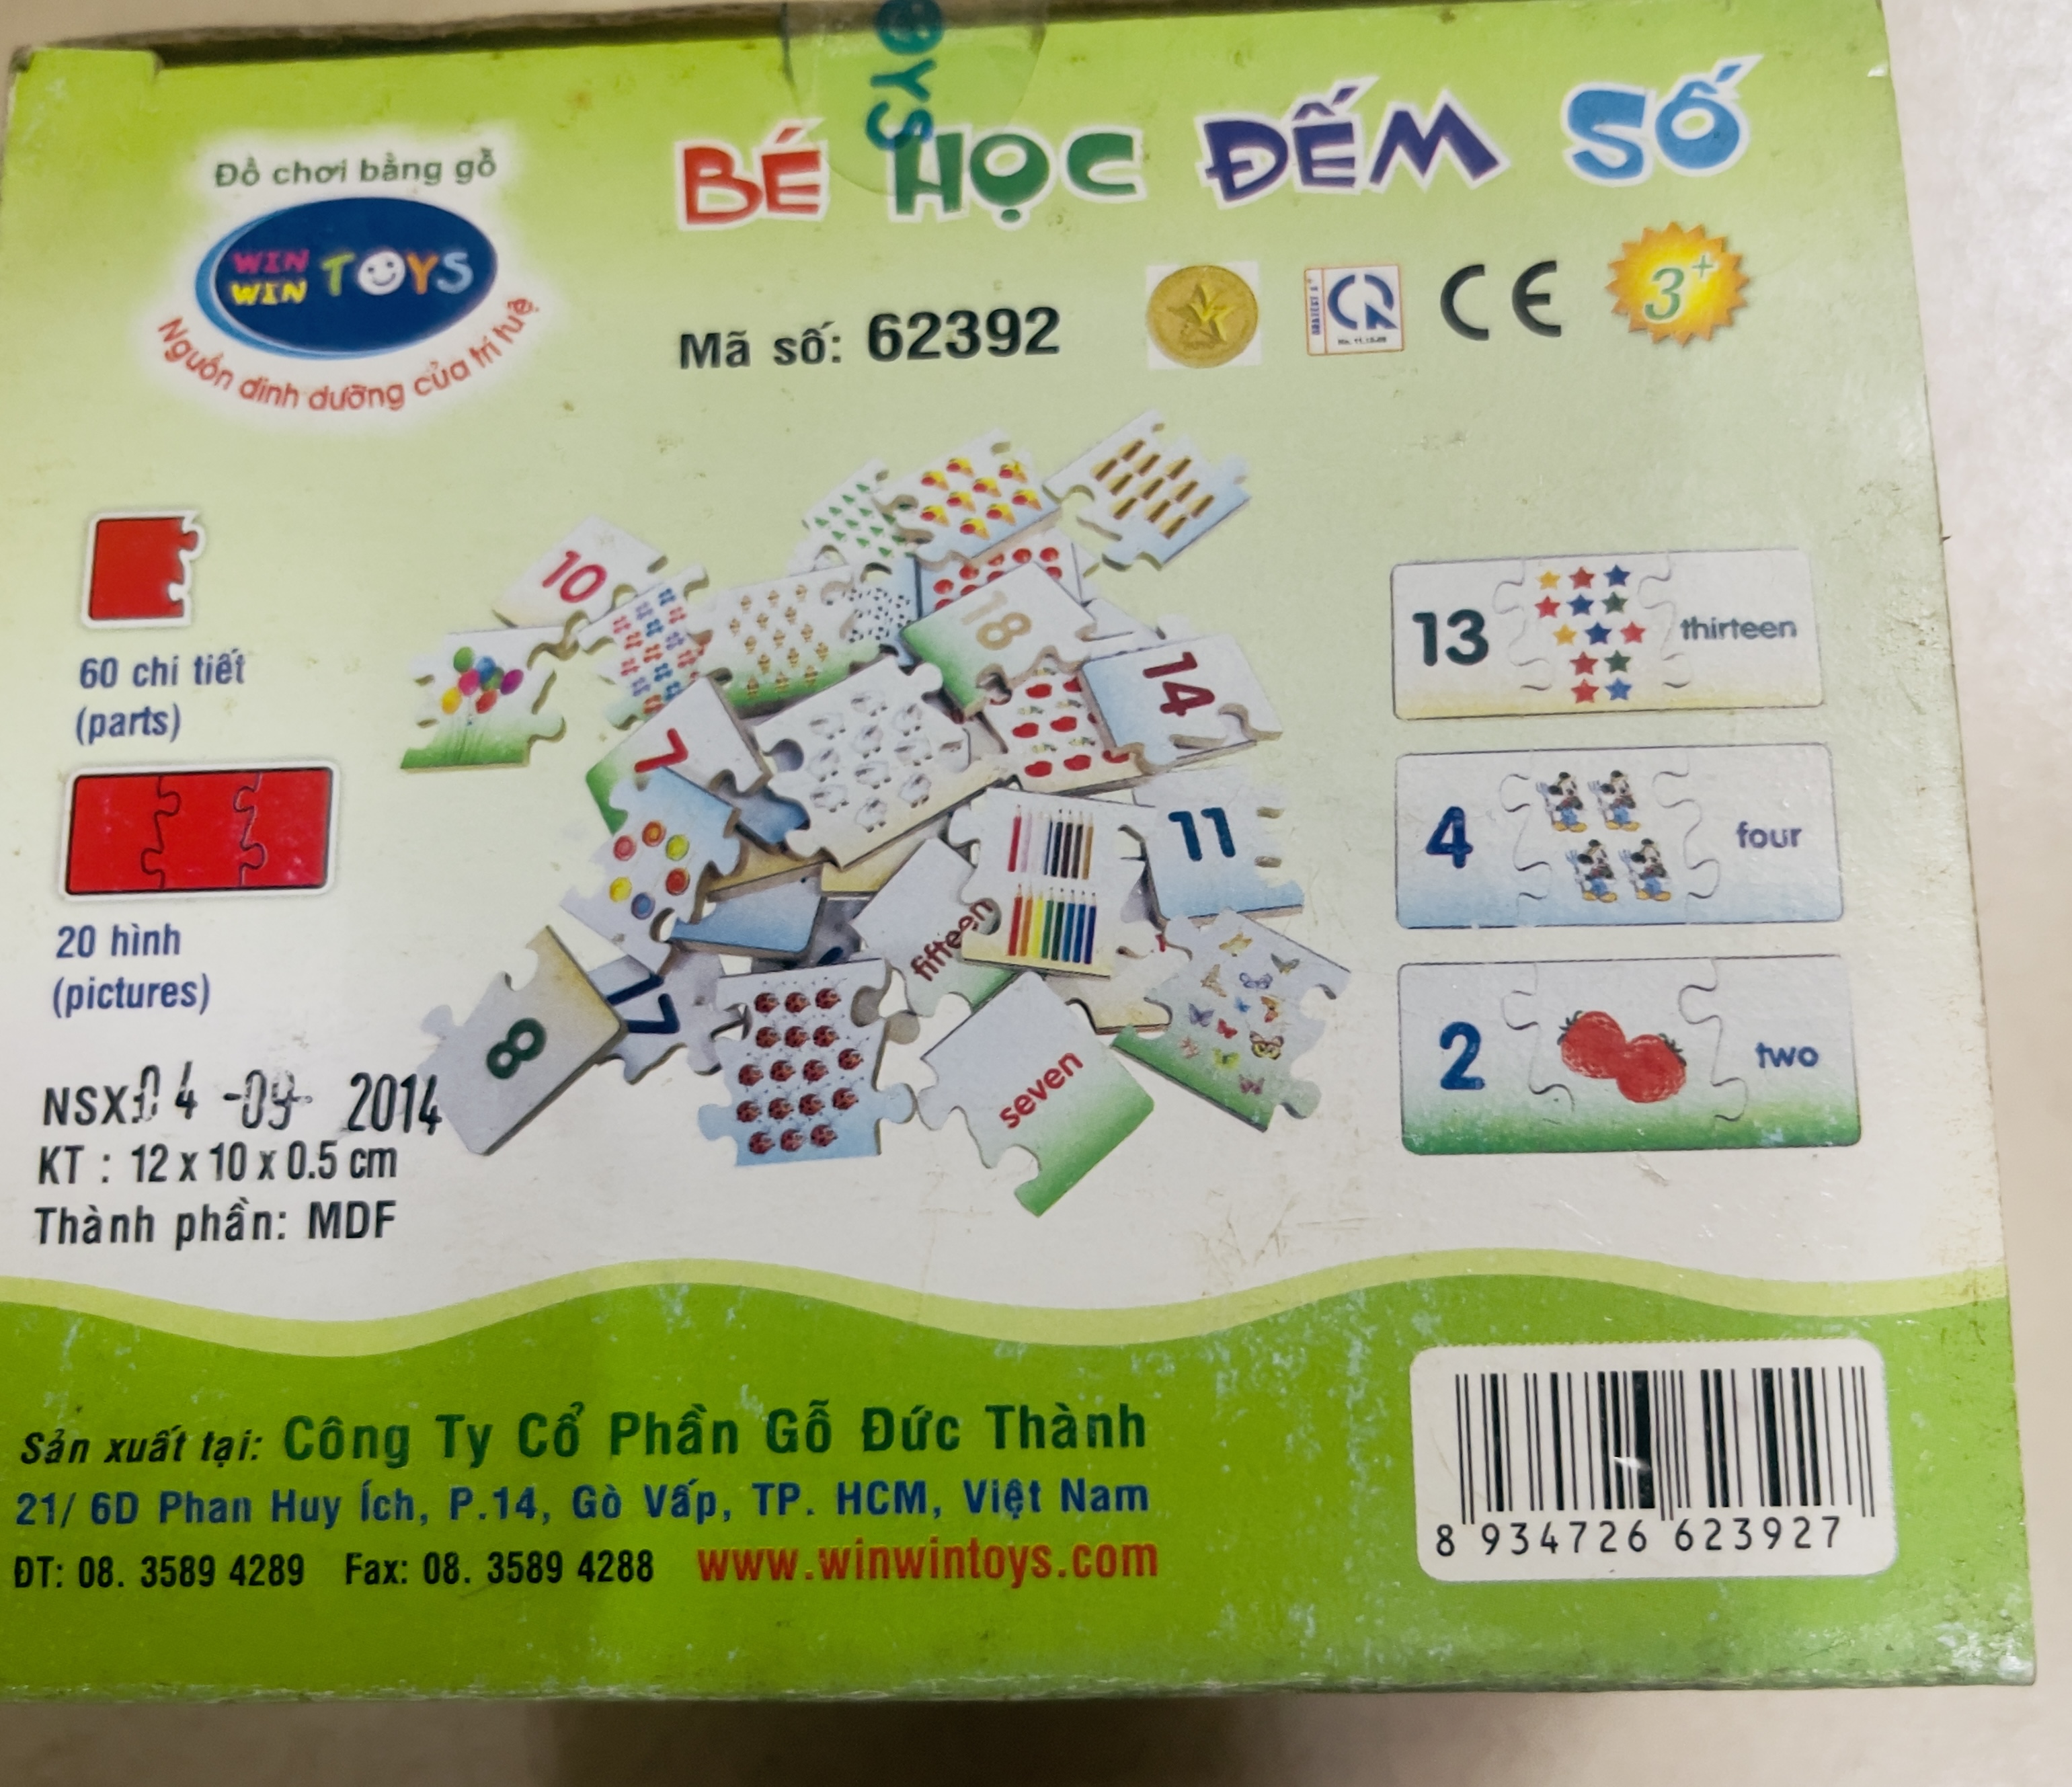 OYS
Đồ chơi bằng gỗ
WIN WIN TOYS
Nguồn dinh dưỡng của trí tuệ
BÉ HỌC ĐẾM SỐ
Mã số: 62392
CR
CE
3+
60 chi tiết
(parts)
20 hình
(pictures)
10
18
14
7
11
fifteen
17
8
seven
13 thirteen
4 four
2 two
NSX: 04 -09- 2014
KT : 12 x 10 x 0.5 cm
Thành phần: MDF
Sản xuất tại: Công Ty Cổ Phần Gỗ Đức Thành
21/ 6D Phan Huy Ích, P.14, Gò Vấp, TP. HCM, Việt Nam
ĐT: 08. 3589 4289 Fax: 08. 3589 4288 www.winwintoys.com
8 934726 623927